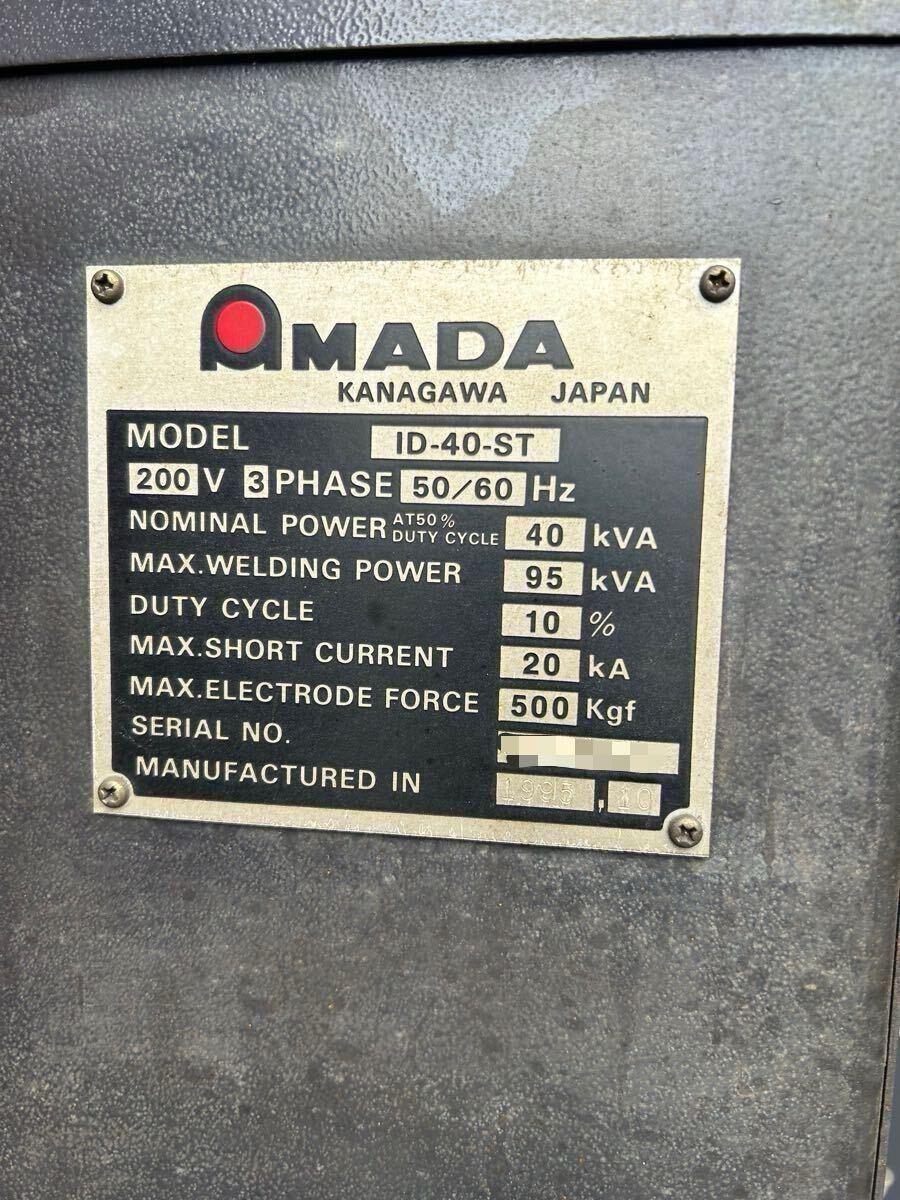 AMADA
KANAGAWA JAPAN
MODEL ID-40-ST
200 V 3 PHASE 50/60 Hz
NOMINAL POWER AT 50% DUTY CYCLE 40 kVA
MAX.WELDING POWER 95 kVA
DUTY CYCLE 10 %
MAX.SHORT CURRENT 20 kA
MAX.ELECTRODE FORCE 500 Kgf
SERIAL NO.
MANUFACTURED IN 1995.10